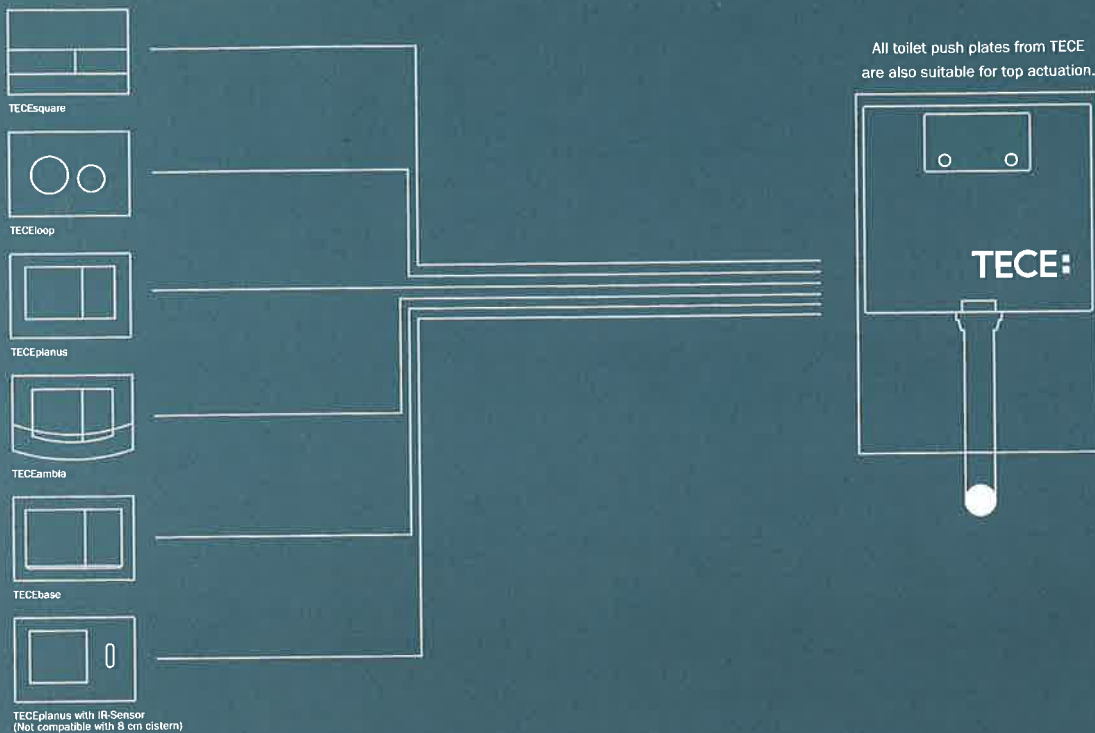 All toilet push plates from TECE
are also suitable for top actuation.
TECEsquare
TECEloop
TECEplanus
TECEambia
TECEbase
TECEplanus with IR-Sensor
(Not compatible with 8 cm cistern)
TECE: